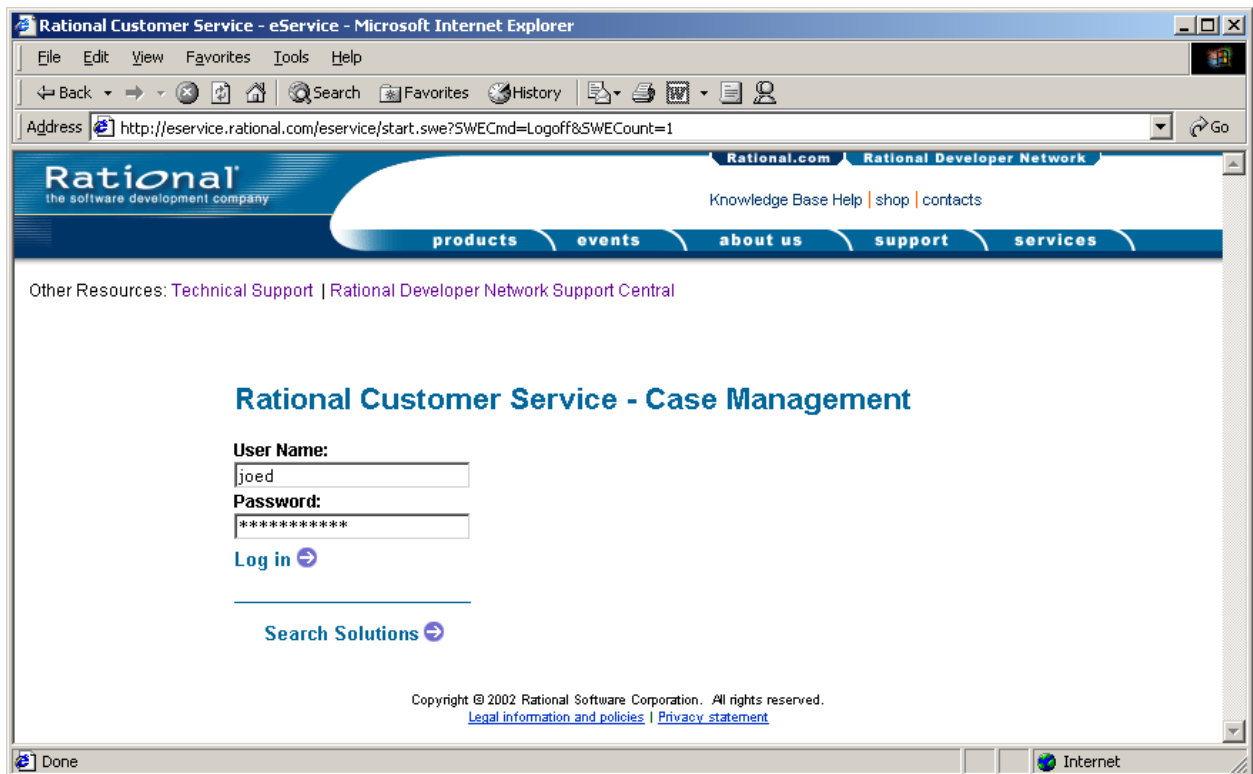 Rational Customer Service - eService - Microsoft Internet Explorer
File Edit View Favorites Tools Help
Back Search Favorites History
Address http://eservice.rational.com/eservice/start.swe?SWECmd=Logoff&SWECount=1 Go
Rational.com Rational Developer Network
Rational
the software development company
Knowledge Base Help | shop | contacts
products events about us support services
Other Resources: Technical Support | Rational Developer Network Support Central
Rational Customer Service - Case Management
User Name:
joed
Password:
***********
Log in
Search Solutions
Copyright © 2002 Rational Software Corporation. All rights reserved.
Legal information and policies | Privacy statement
Done Internet